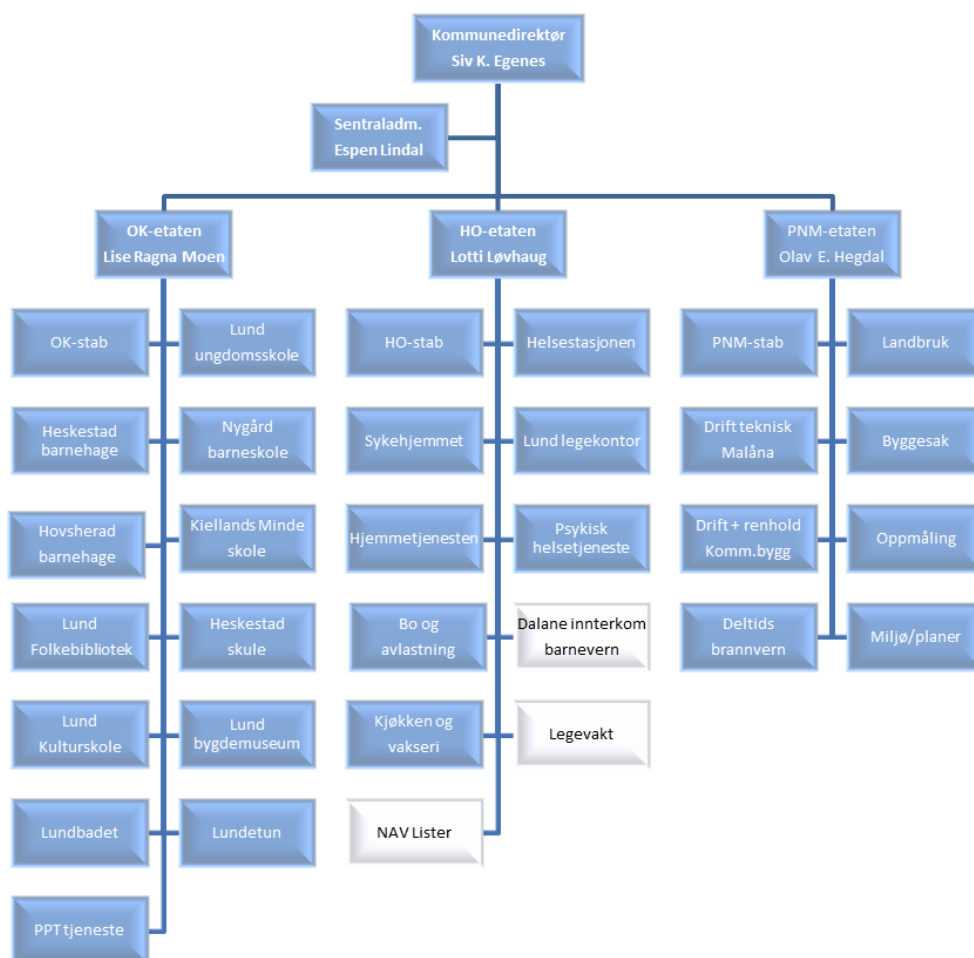 Kommunedirektør
Siv K. Egenes
Sentraladm.
Espen Lindal
OK-etaten
Lise Ragna Moen
HO-etaten
Lotti Løvhaug
PNM-etaten
Olav E. Hegdal
OK-stab
Lund
ungdomsskole
Heskestad
barnehage
Nygård
barneskole
Hovsherad
barnehage
Kiellands Minde
skole
Lund
Folkebibliotek
Heskestad
skule
Lund
Kulturskole
Lund
bygdemuseum
Lundbadet
Lundetun
PPT tjeneste
HO-stab
Helsestasjonen
Sykehjemmet
Lund legekontor
Hjemmetjenesten
Psykisk
helsetjeneste
Bo og
avlastning
Dalane innterkom
barnevern
Kjøkken og
vakseri
Legevakt
NAV Lister
PNM-stab
Landbruk
Drift teknisk
Malåna
Byggesak
Drift + renhold
Komm.bygg
Oppmåling
Deltids
brannvern
Miljø/planer